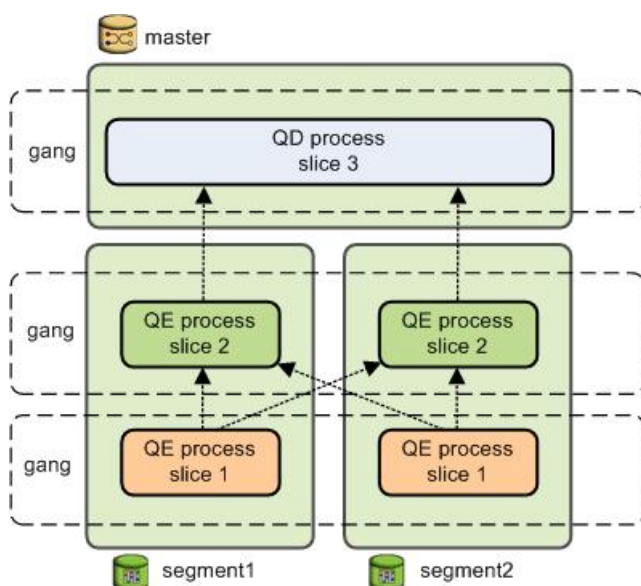 master
gang
QD process
slice 3
gang
QE process
slice 2
QE process
slice 2
gang
QE process
slice 1
QE process
slice 1
segment1
segment2